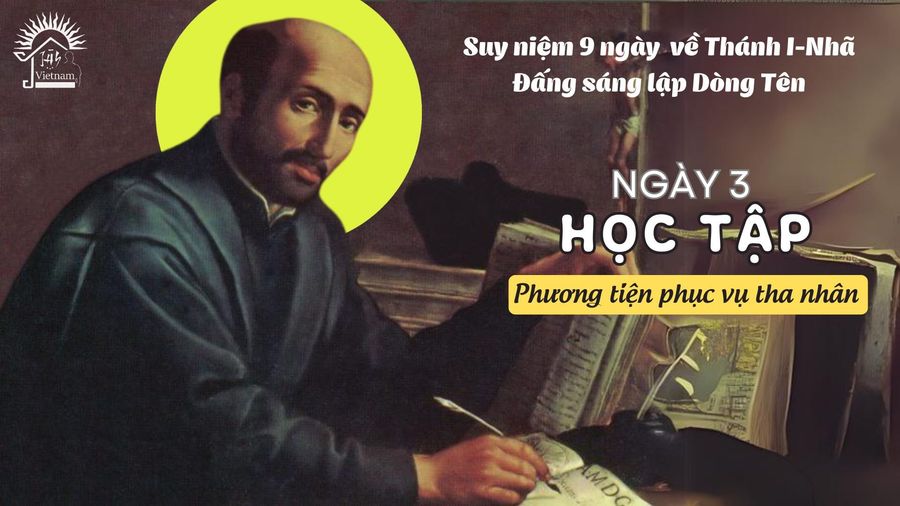 Vietnam
Suy niệm 9 ngày về Thánh I-Nhã
Đấng sáng lập Dòng Tên
NGÀY 3
HỌC TẬP
Phương tiện phục vụ tha nhân
AMDG